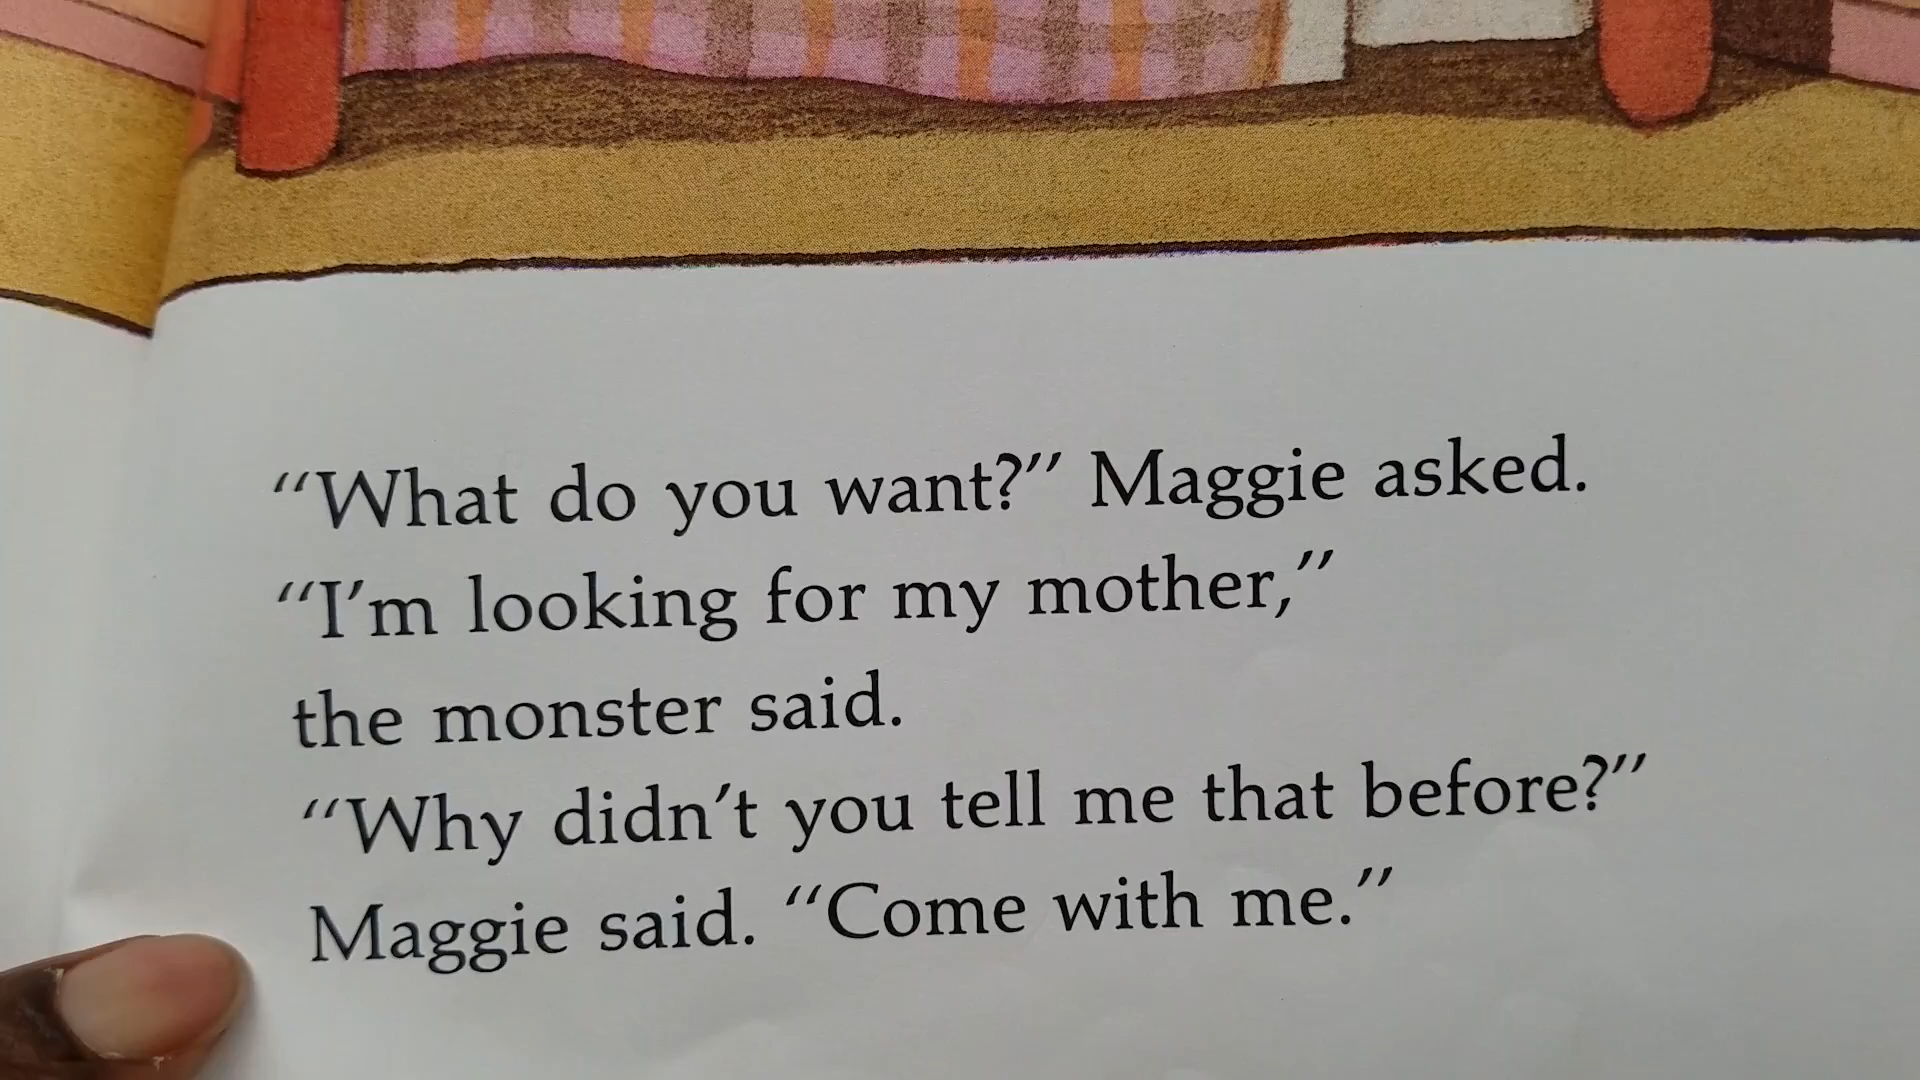 “What do you want?” Maggie asked.
“I’m looking for my mother,”
the monster said.
“Why didn’t you tell me that before?”
Maggie said. “Come with me.”